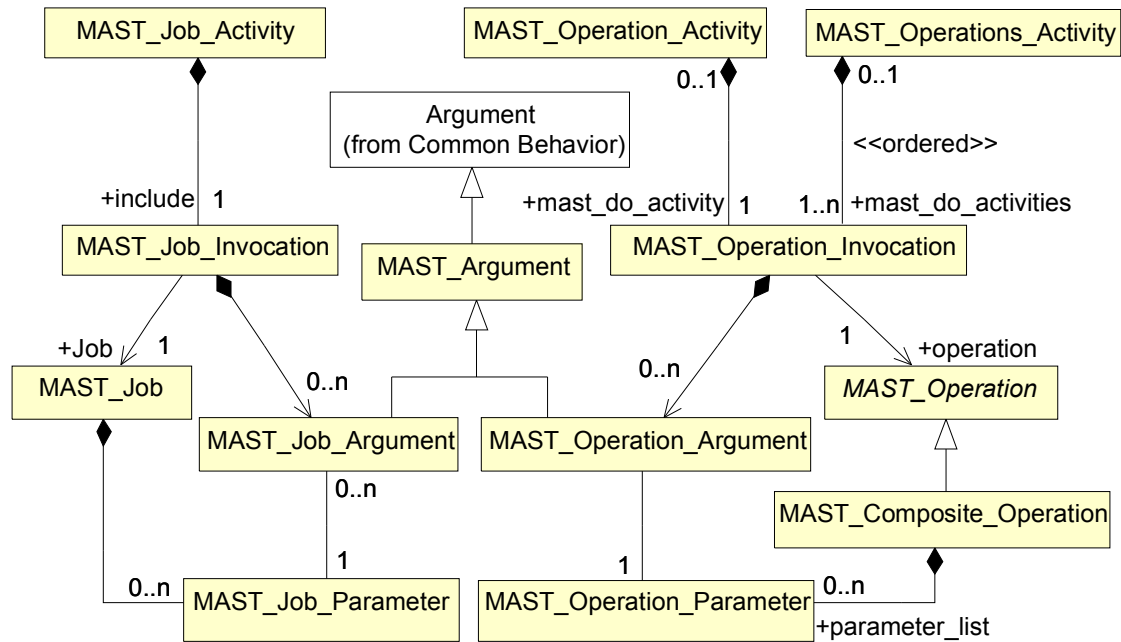 MAST_Job_Activity
MAST_Operation_Activity
MAST_Operations_Activity
0..1
0..1
Argument
(from Common Behavior)
<<ordered>>
+include
1
+mast_do_activity
1
1..n
+mast_do_activities
MAST_Job_Invocation
MAST_Argument
MAST_Operation_Invocation
+Job
1
1
+operation
0..n
0..n
MAST_Job
MAST_Operation
MAST_Job_Argument
MAST_Operation_Argument
0..n
MAST_Composite_Operation
0..n
1
1
0..n
MAST_Job_Parameter
MAST_Operation_Parameter
+parameter_list